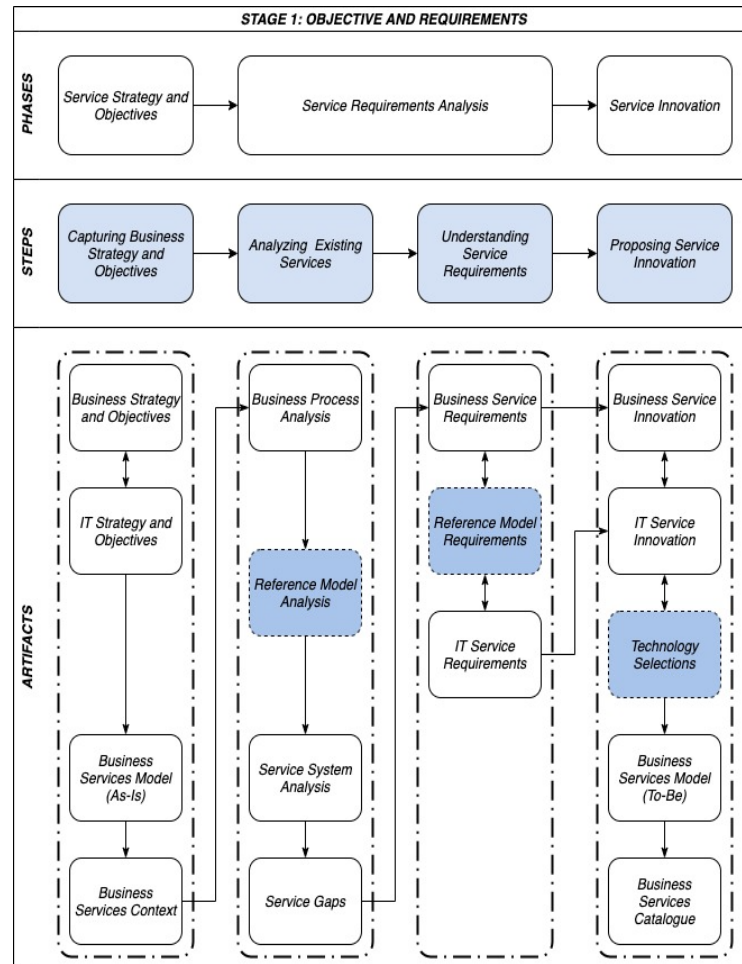 STAGE 1: OBJECTIVE AND REQUIREMENTS
PHASES
Service Strategy and
Objectives
Service Requirements Analysis
Service Innovation
STEPS
Capturing Business
Strategy and
Objectives
Analyzing Existing
Services
Understanding
Service
Requirements
Proposing Service
Innovation
ARTIFACTS
Business Strategy
and Objectives
IT Strategy and
Objectives
Business
Services Model
(As-Is)
Business
Services Context
Business Process
Analysis
Reference Model
Analysis
Service System
Analysis
Service Gaps
Business Service
Requirements
Reference Model
Requirements
IT Service
Requirements
Business Service
Innovation
IT Service
Innovation
Technology
Selections
Business
Services Model
(To-Be)
Business
Services
Catalogue